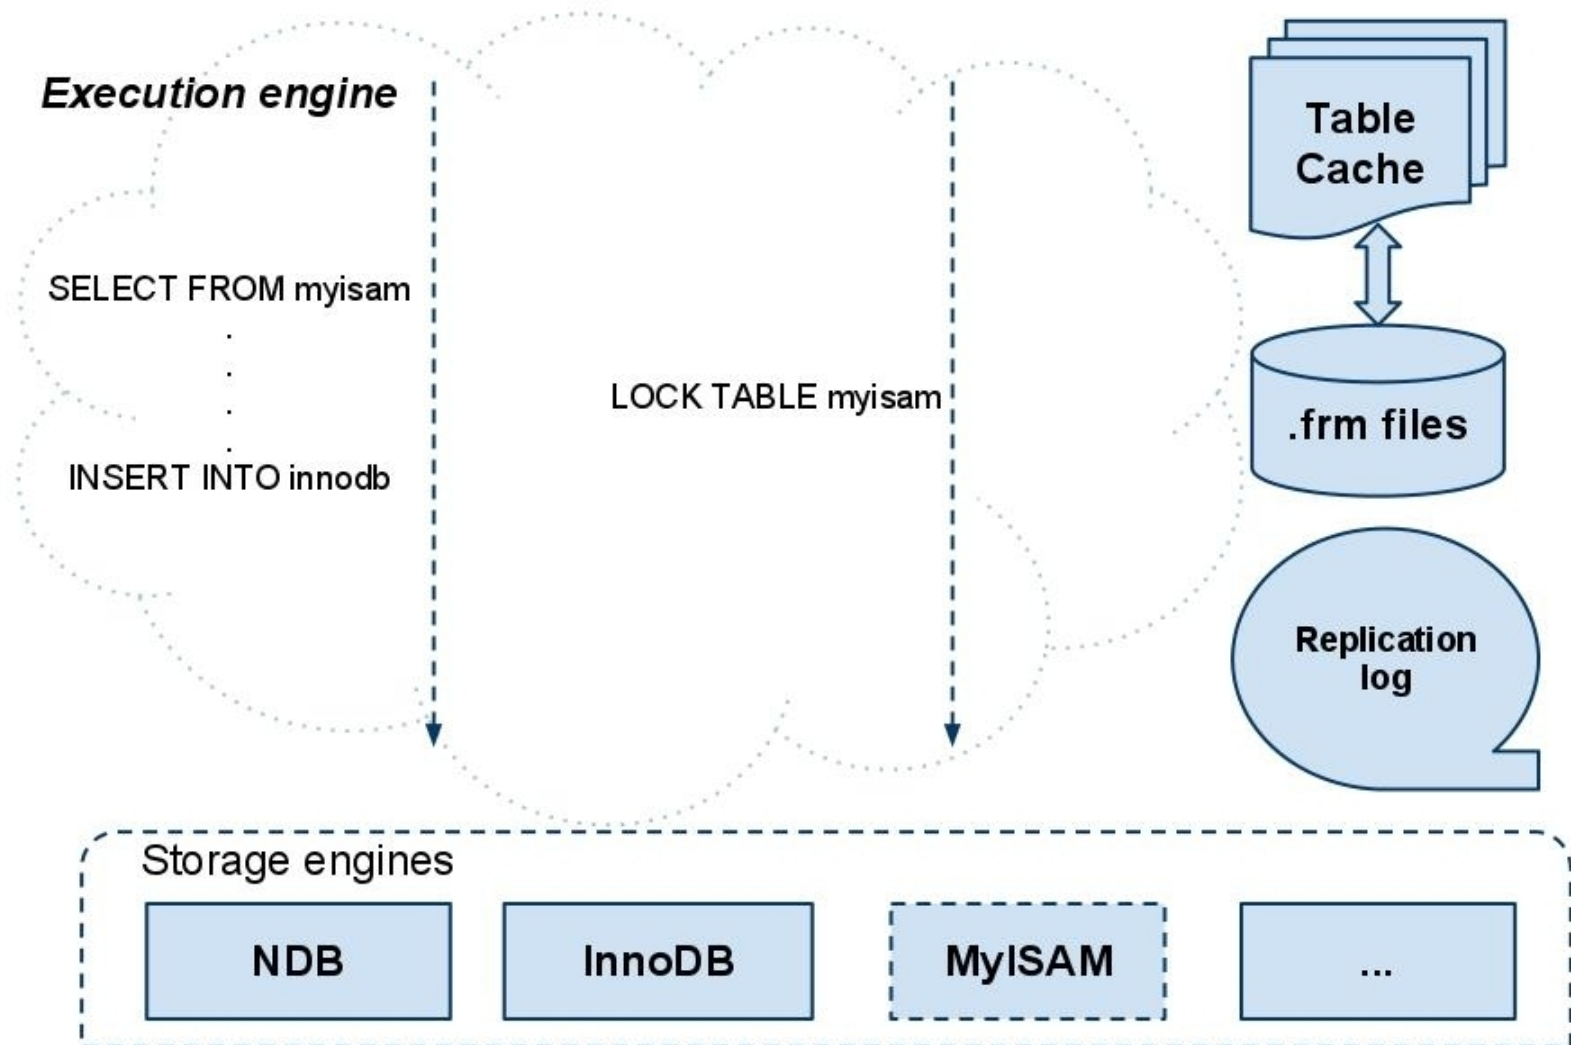 Execution engine
SELECT FROM myisam
.
.
.
.
INSERT INTO innodb
LOCK TABLE myisam
Table
Cache
.frm files
Replication
log
Storage engines
NDB
InnoDB
MyISAM
...